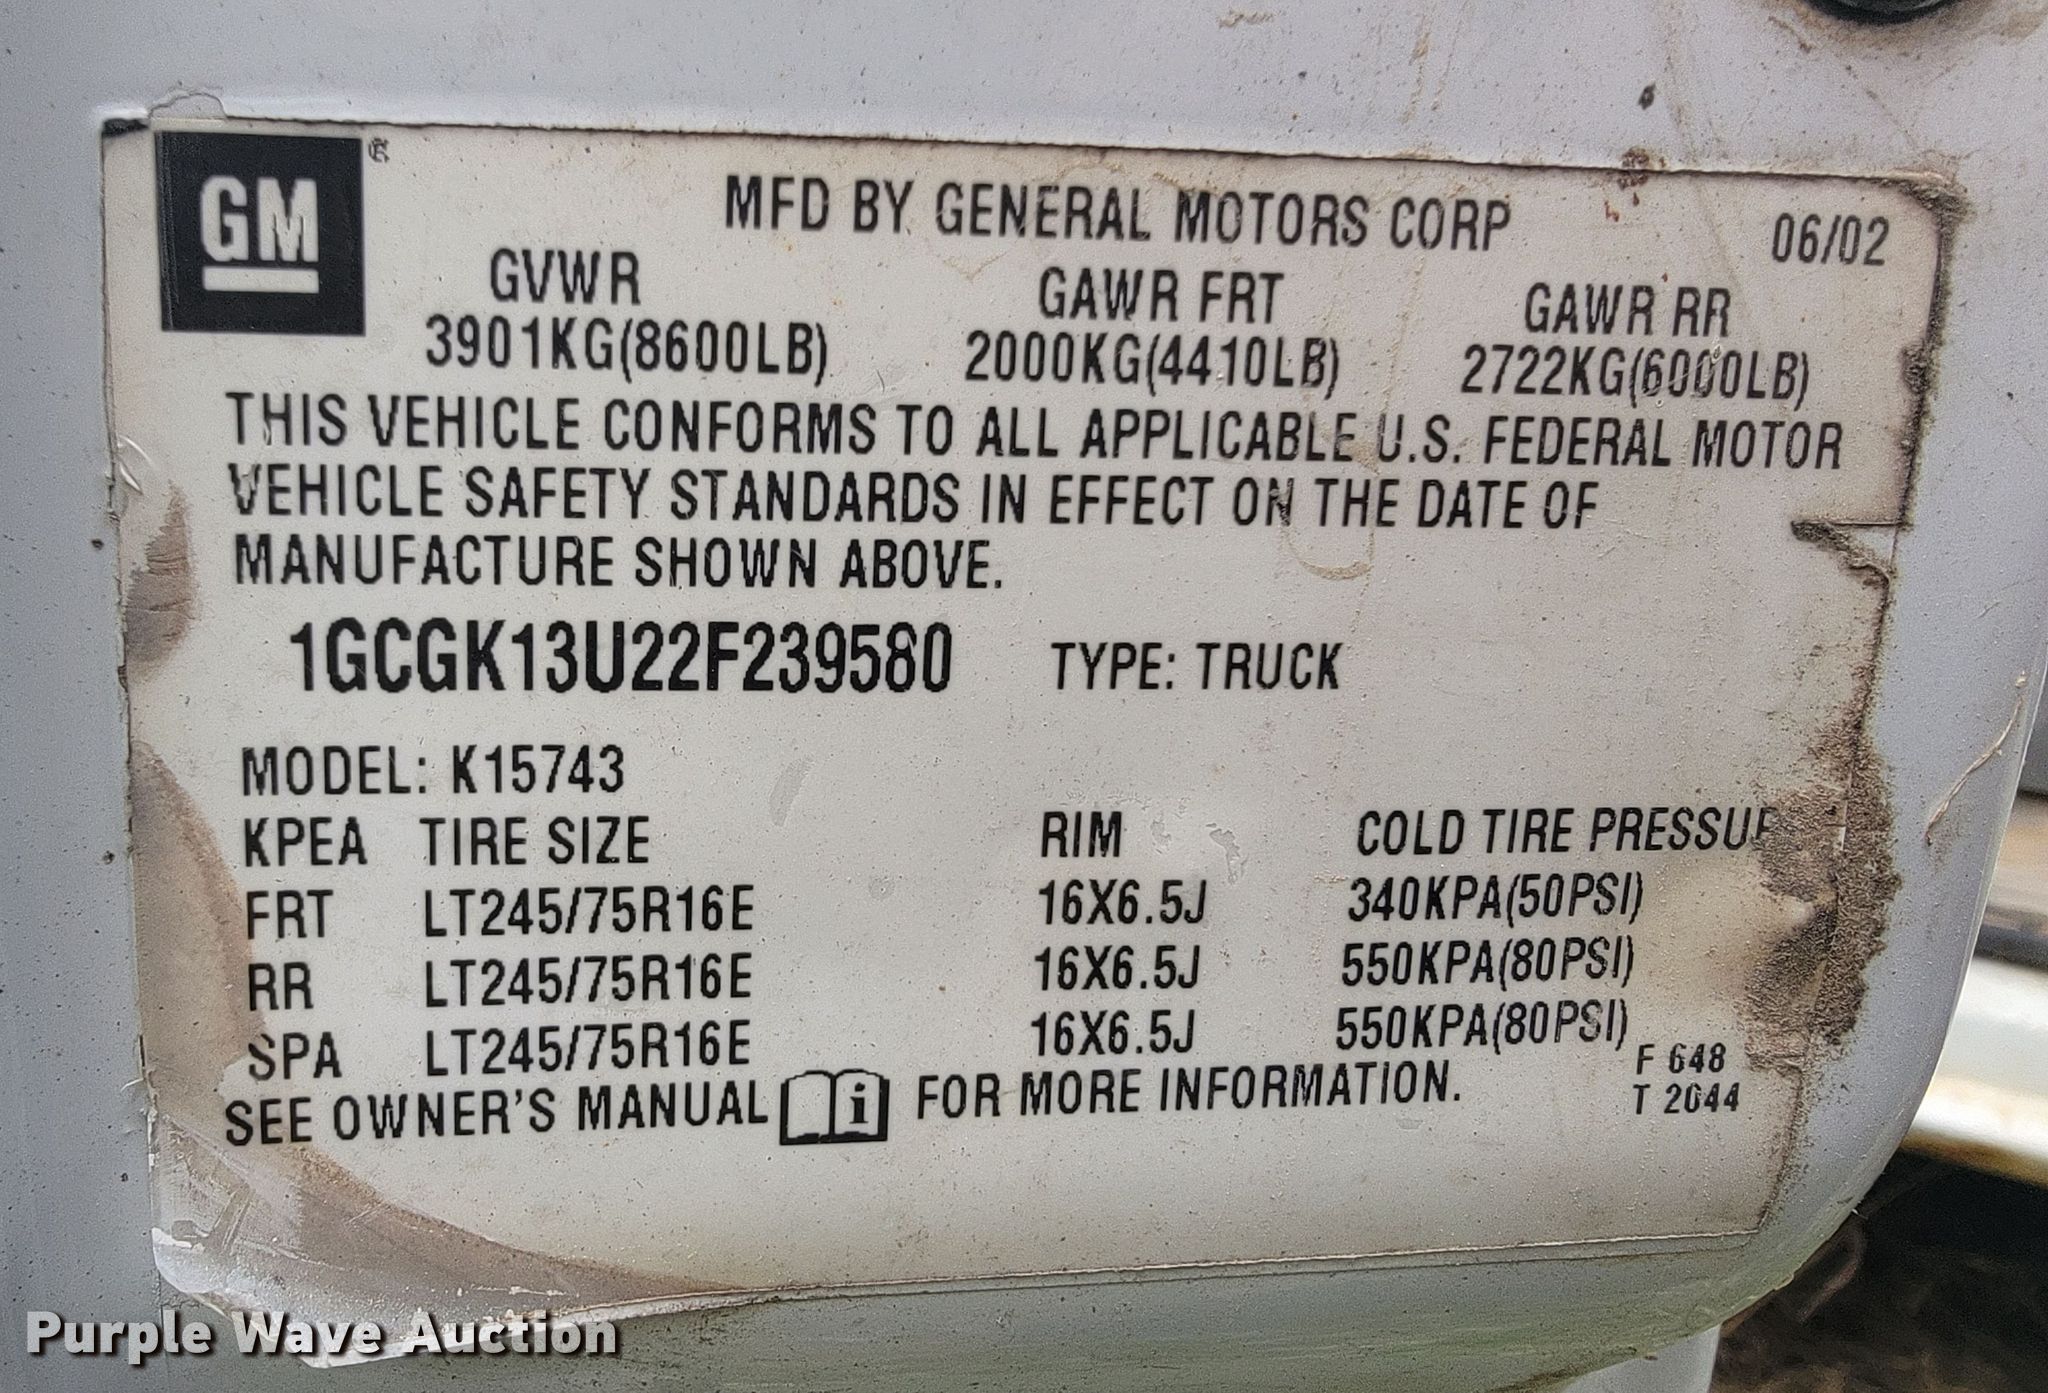 GM
MFD BY GENERAL MOTORS CORP 06/02
GVWR GAWR FRT GAWR RR
3901KG(8600LB) 2000KG(4410LB) 2722KG(6000LB)
THIS VEHICLE CONFORMS TO ALL APPLICABLE U.S. FEDERAL MOTOR
VEHICLE SAFETY STANDARDS IN EFFECT ON THE DATE OF
MANUFACTURE SHOWN ABOVE.
1GCGK13U22F239580 TYPE: TRUCK
MODEL: K15743
KPEA TIRE SIZE RIM COLD TIRE PRESSUR
FRT LT245/75R16E 16X6.5J 340KPA(50PSI)
RR LT245/75R16E 16X6.5J 550KPA(80PSI)
SPA LT245/75R16E 16X6.5J 550KPA(80PSI)
SEE OWNER'S MANUAL i FOR MORE INFORMATION.
F 648
T 2044
Purple Wave Auction